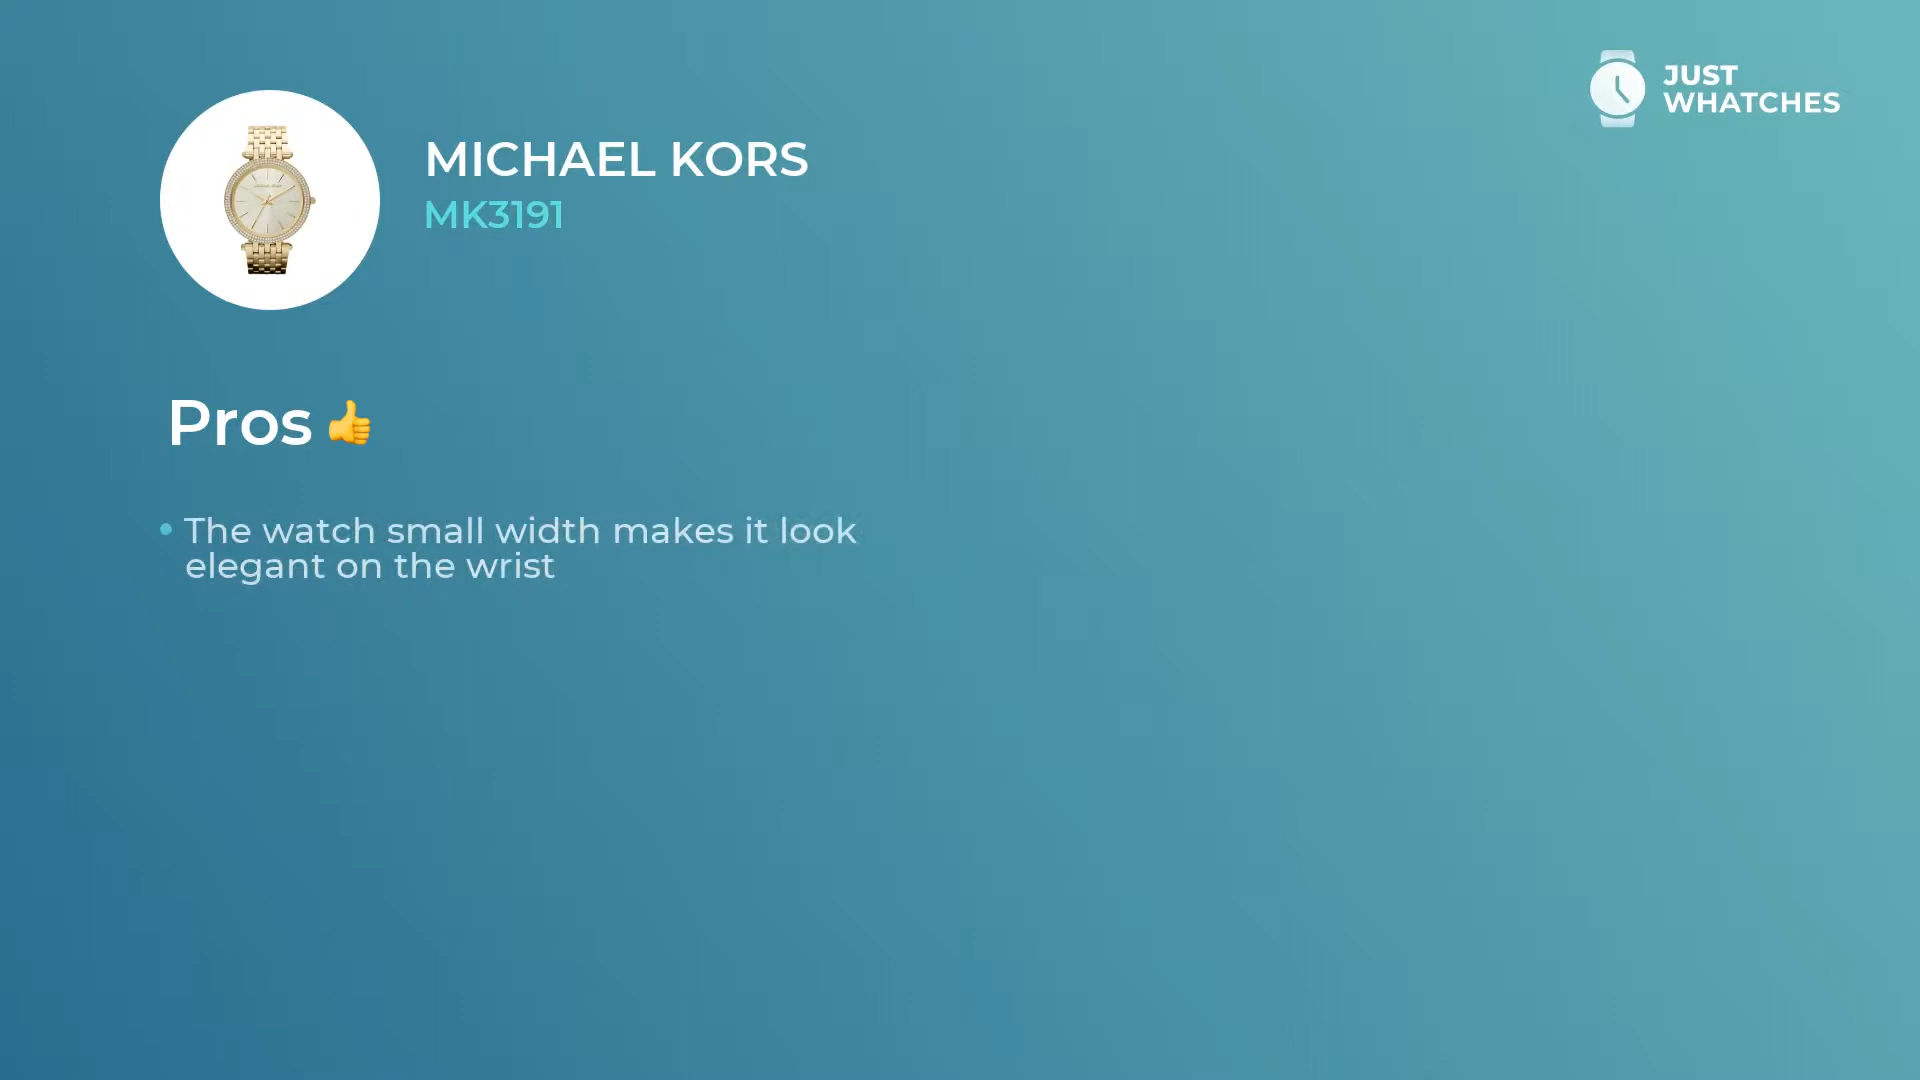 JUST
WHATCHES
MICHAEL KORS
MK3191
Pros 👍
• The watch small width makes it look
elegant on the wrist